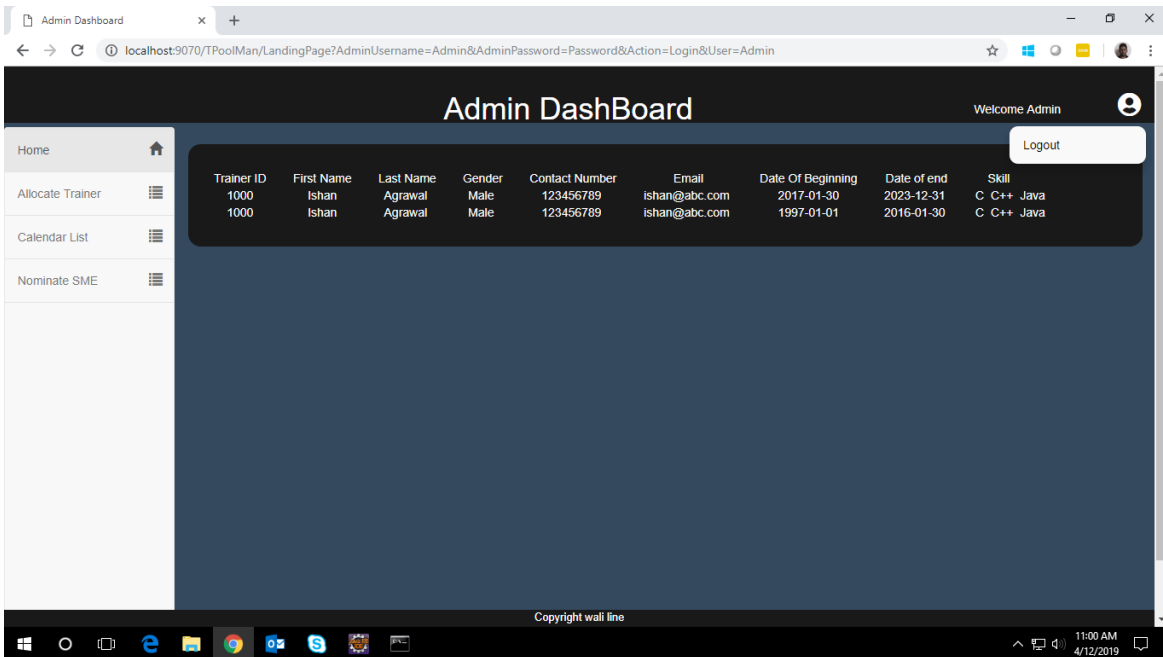 Admin Dashboard
localhost:9070/TPoolMan/LandingPage?AdminUsername=Admin&AdminPassword=Password&Action=Login&User=Admin
Admin DashBoard
Welcome Admin
Logout
Home
Allocate Trainer
Calendar List
Nominate SME
Trainer ID First Name Last Name Gender Contact Number Email Date Of Beginning Date of end Skill
1000 Ishan Agrawal Male 123456789 ishan@abc.com 2017-01-30 2023-12-31 C C++ Java
1000 Ishan Agrawal Male 123456789 ishan@abc.com 1997-01-01 2016-01-30 C C++ Java
Copyright wali line
11:00 AM
4/12/2019